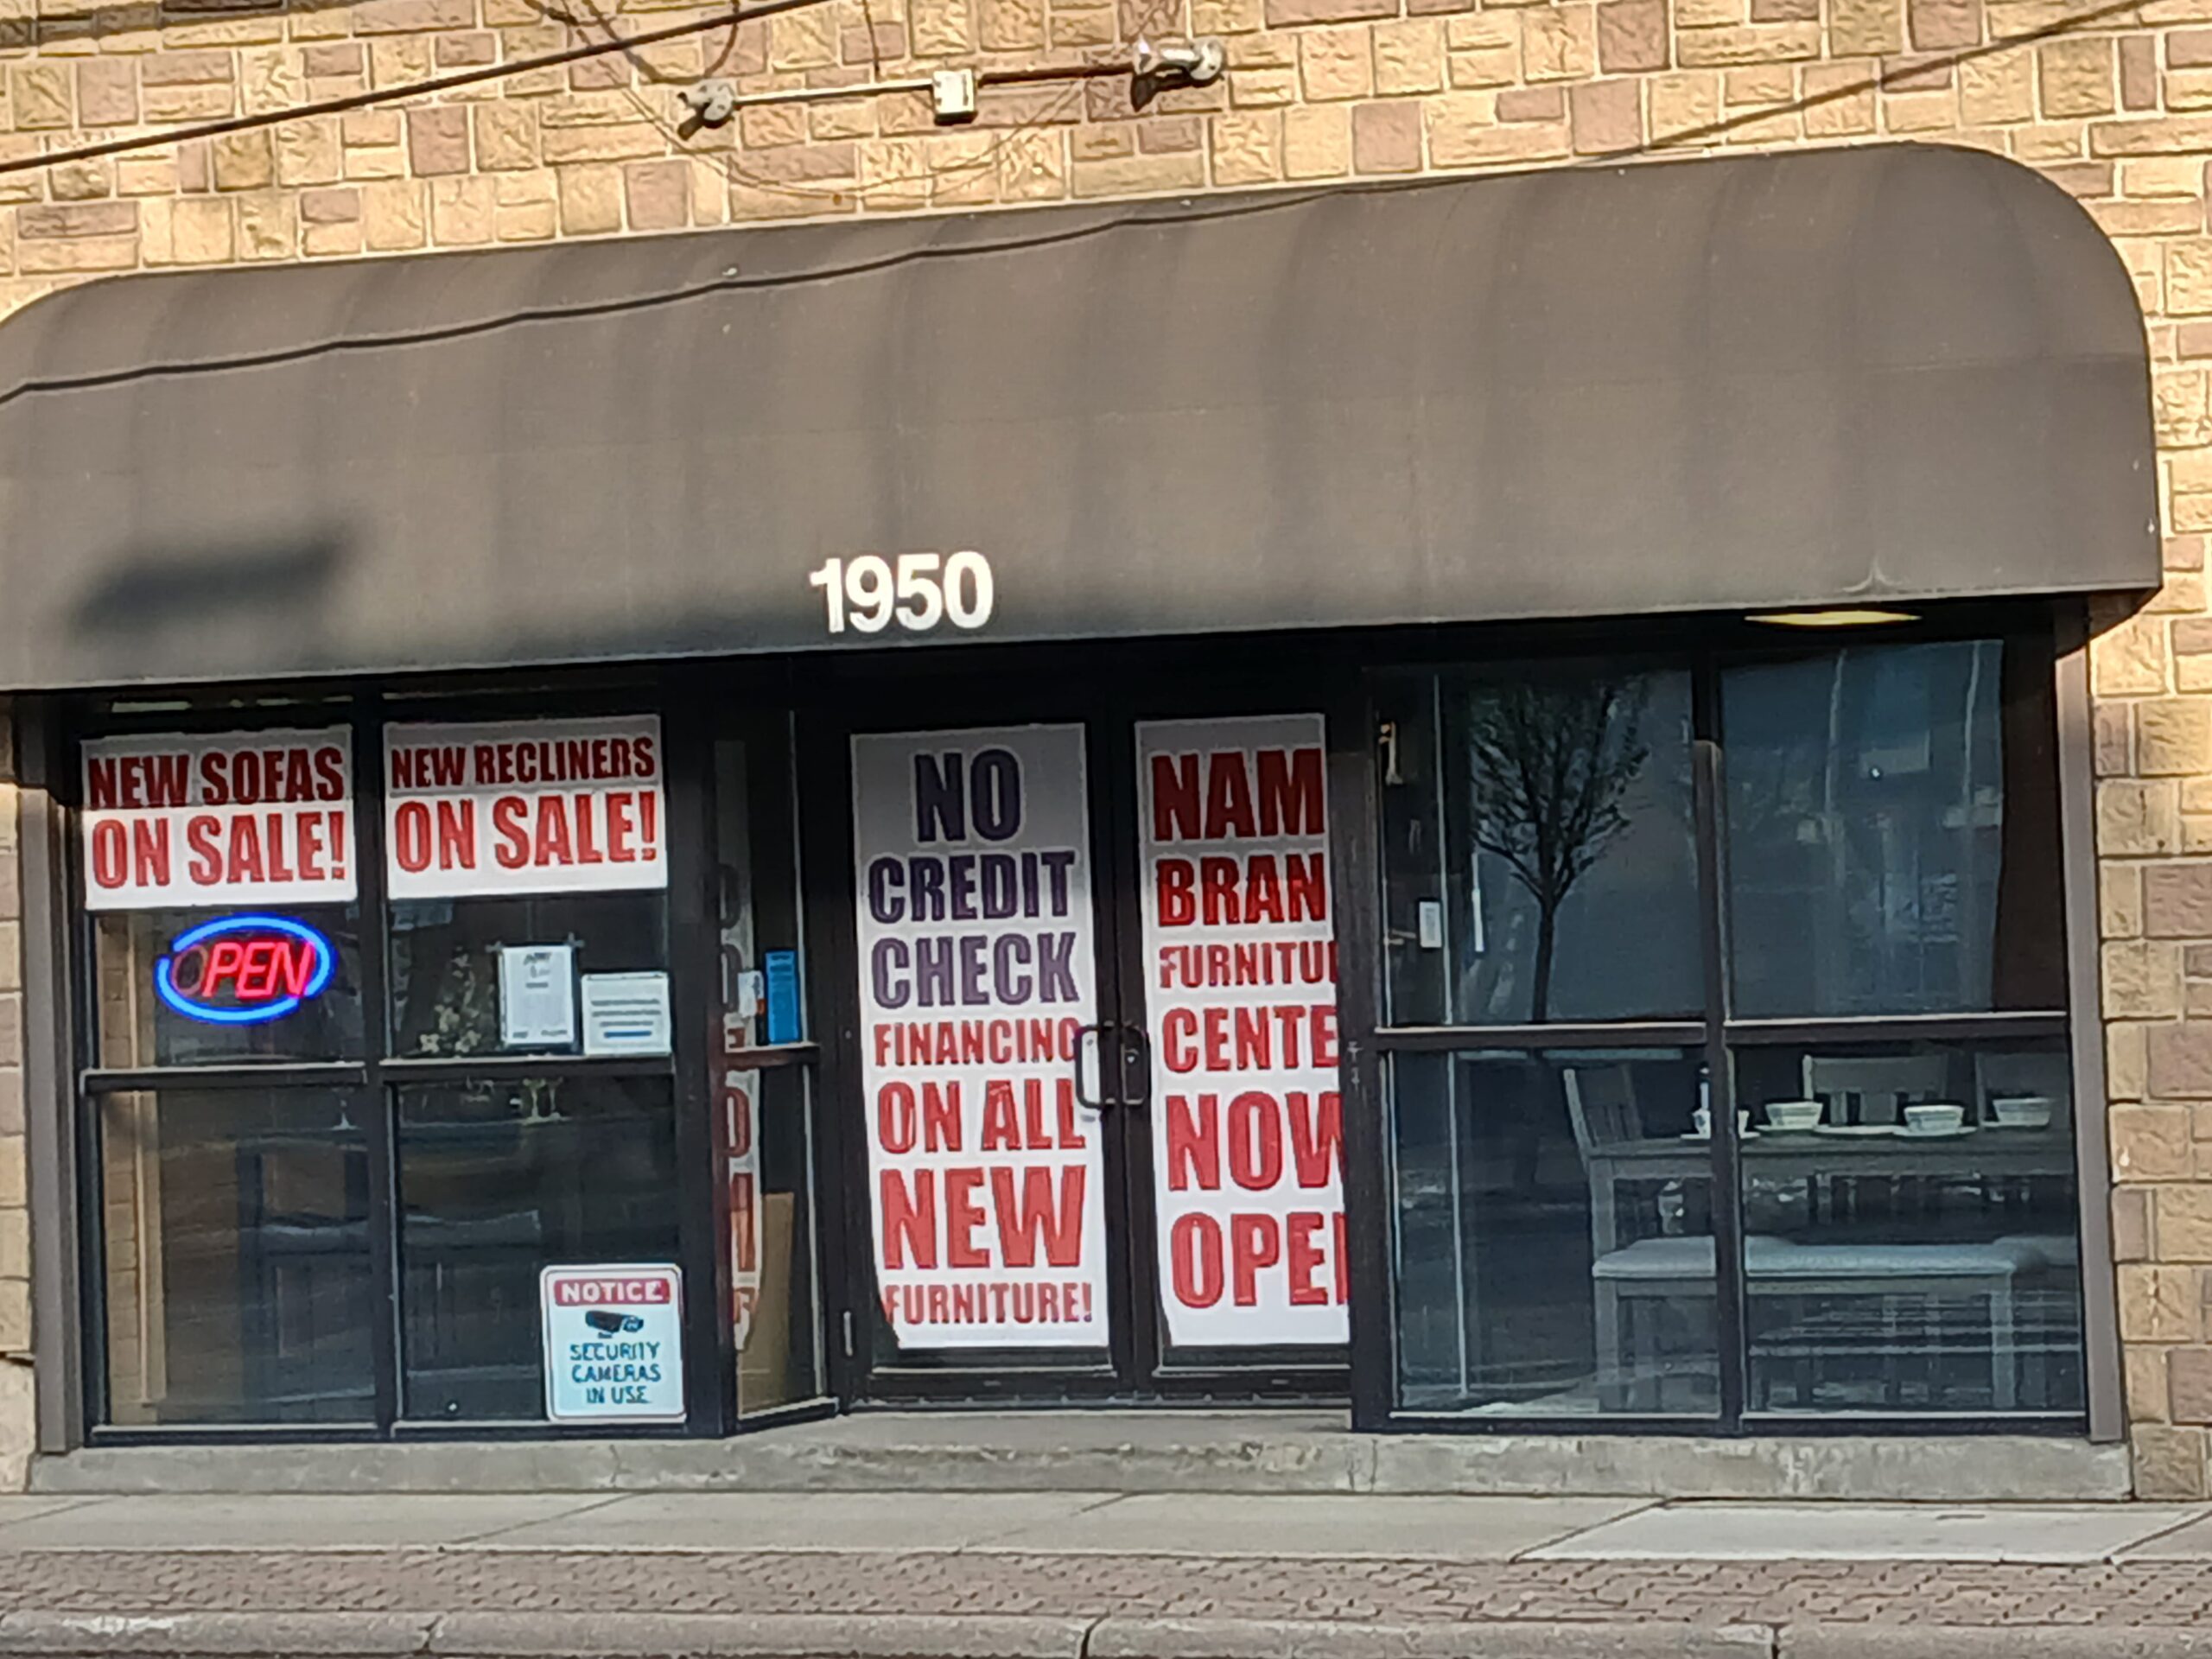 1950
NEW SOFAS
ON SALE!
NEW RECLINERS
ON SALE!
OPEN
NOTICE
SECURITY
CAMERAS
IN USE
NO
CREDIT
CHECK
FINANCING
ON ALL
NEW
FURNITURE!
NAM
BRAN
FURNITU
CENTE
NOW
OPE